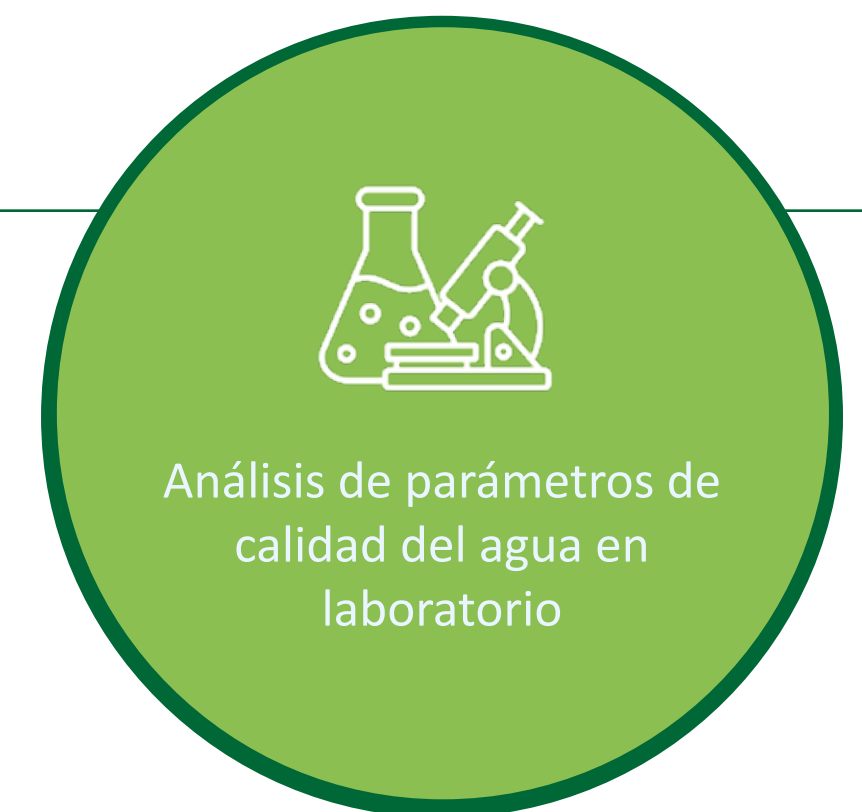 Análisis de parámetros de
calidad del agua en
laboratorio